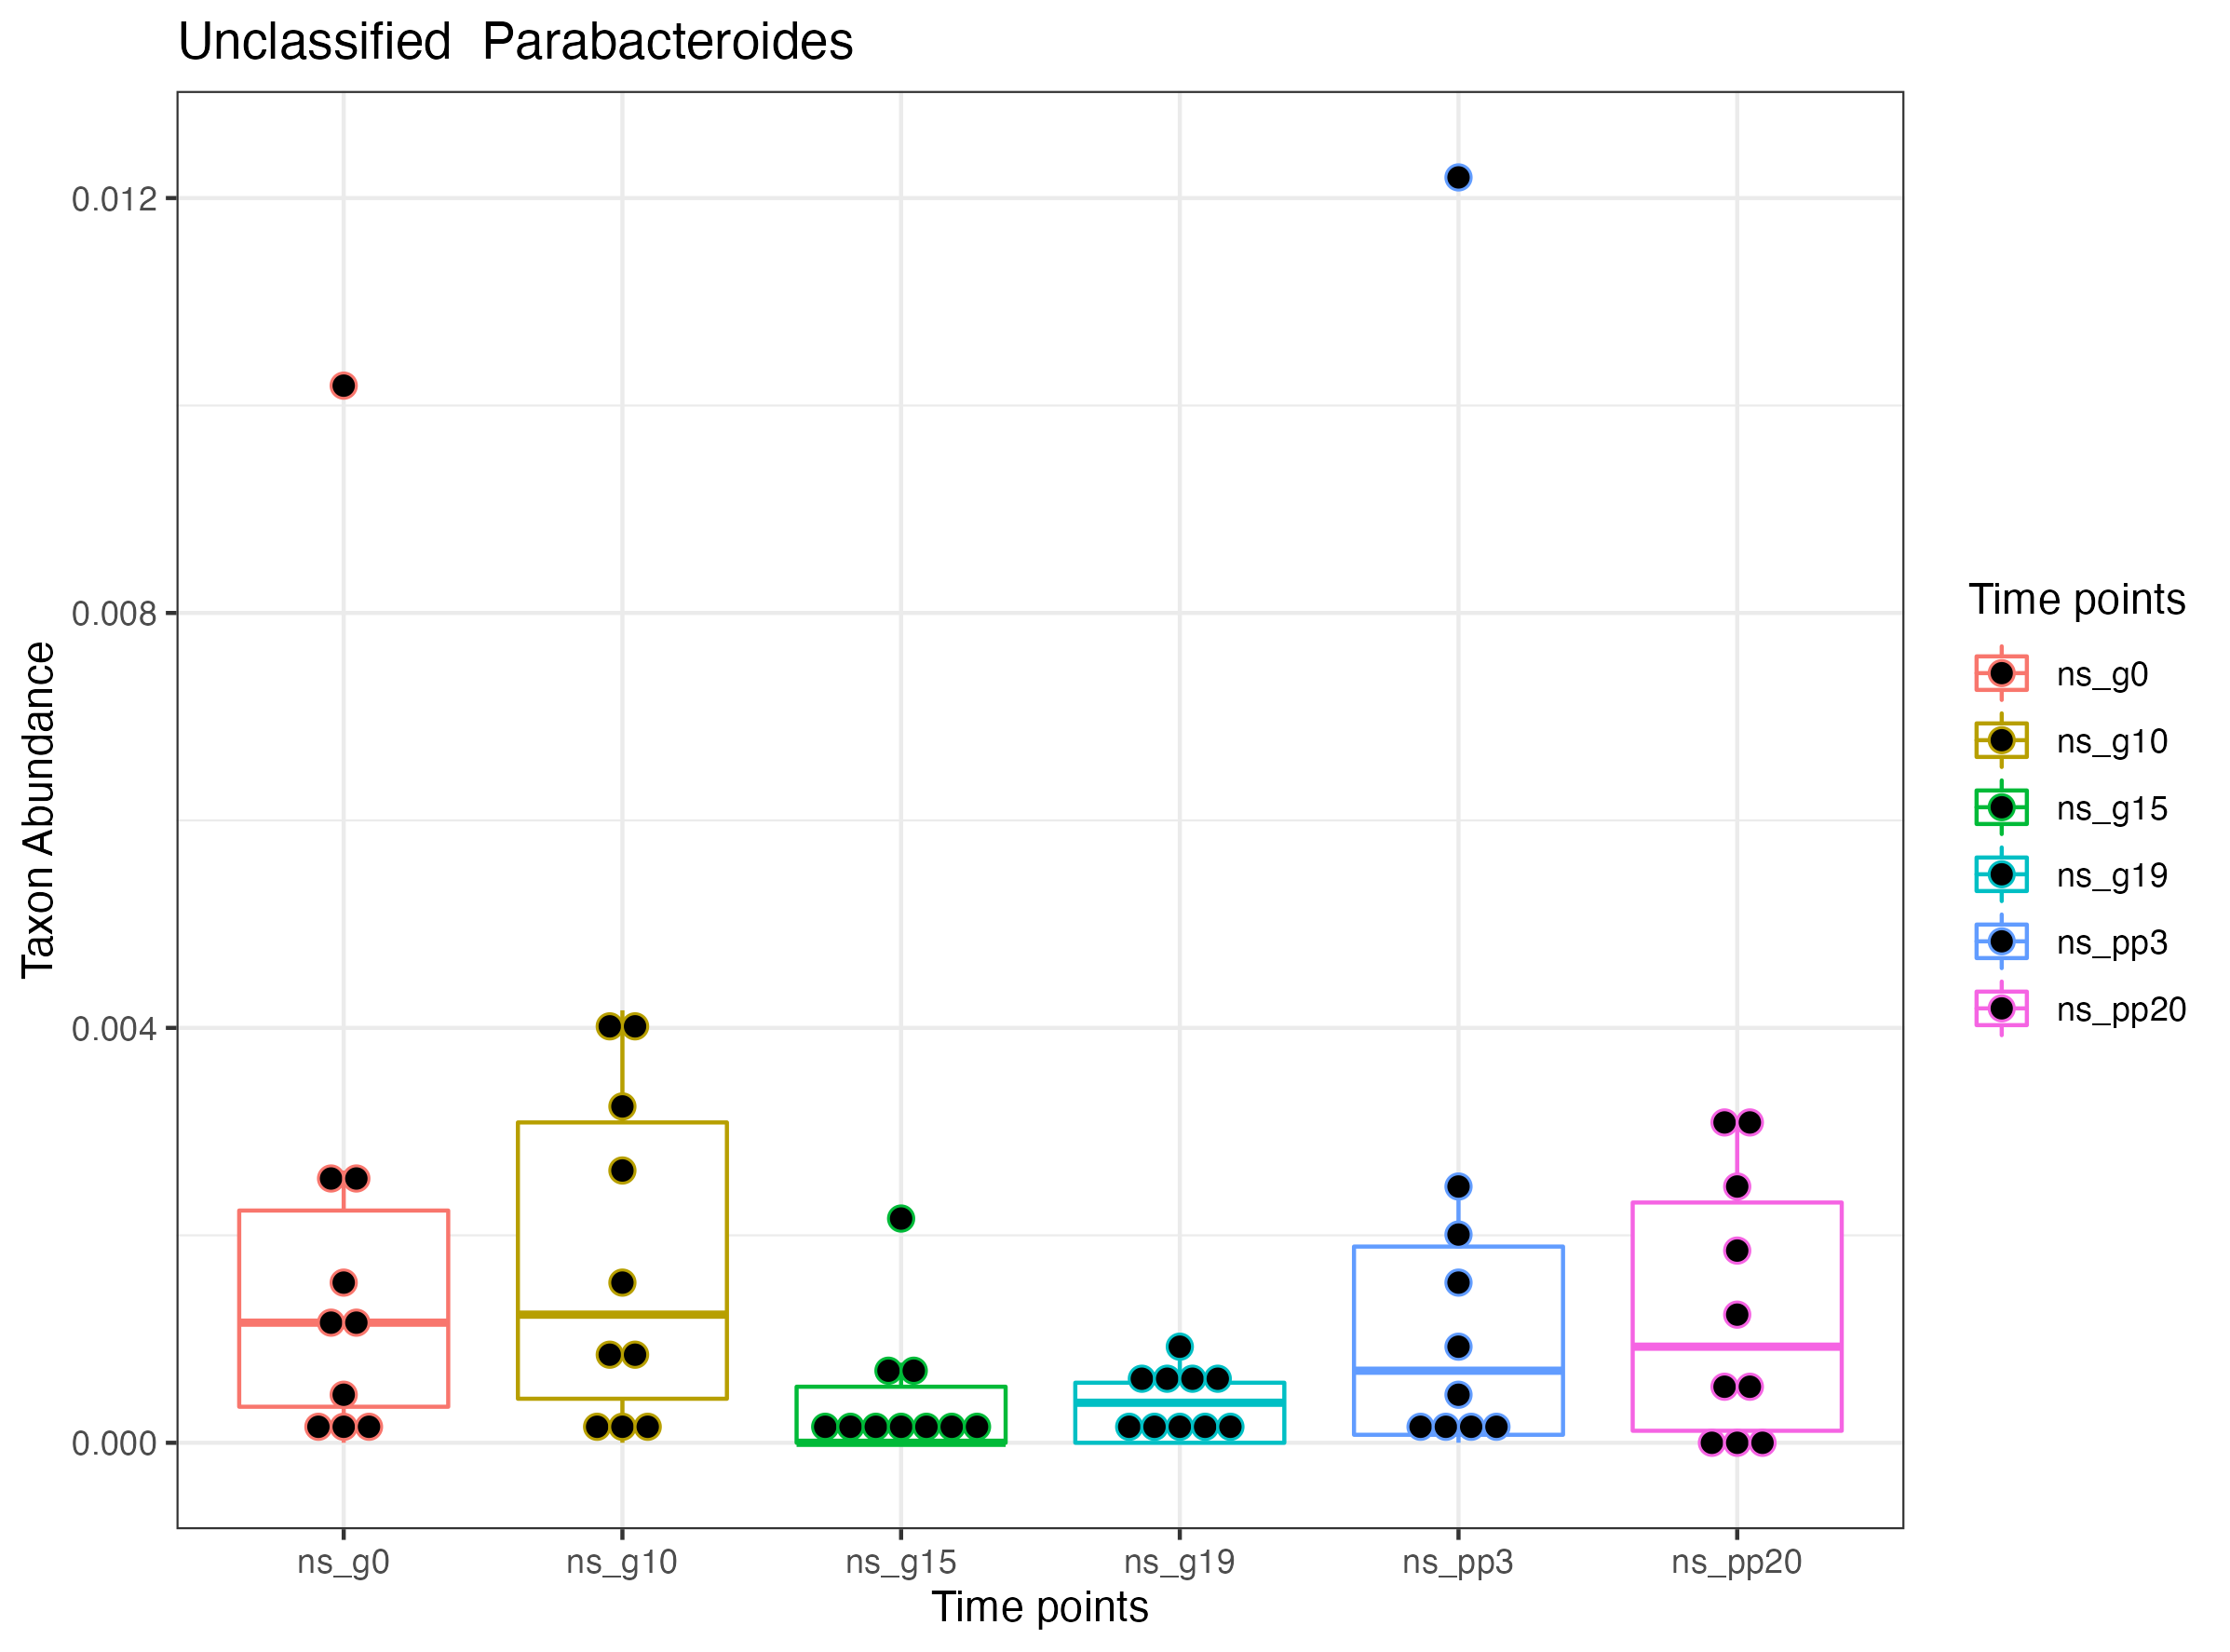 Unclassified  Parabacteroides
Taxon Abundance
0.012
0.008
0.004
0.000
ns_g0
ns_g10
ns_g15
ns_g19
ns_pp3
ns_pp20
Time points
Time points
ns_g0
ns_g10
ns_g15
ns_g19
ns_pp3
ns_pp20